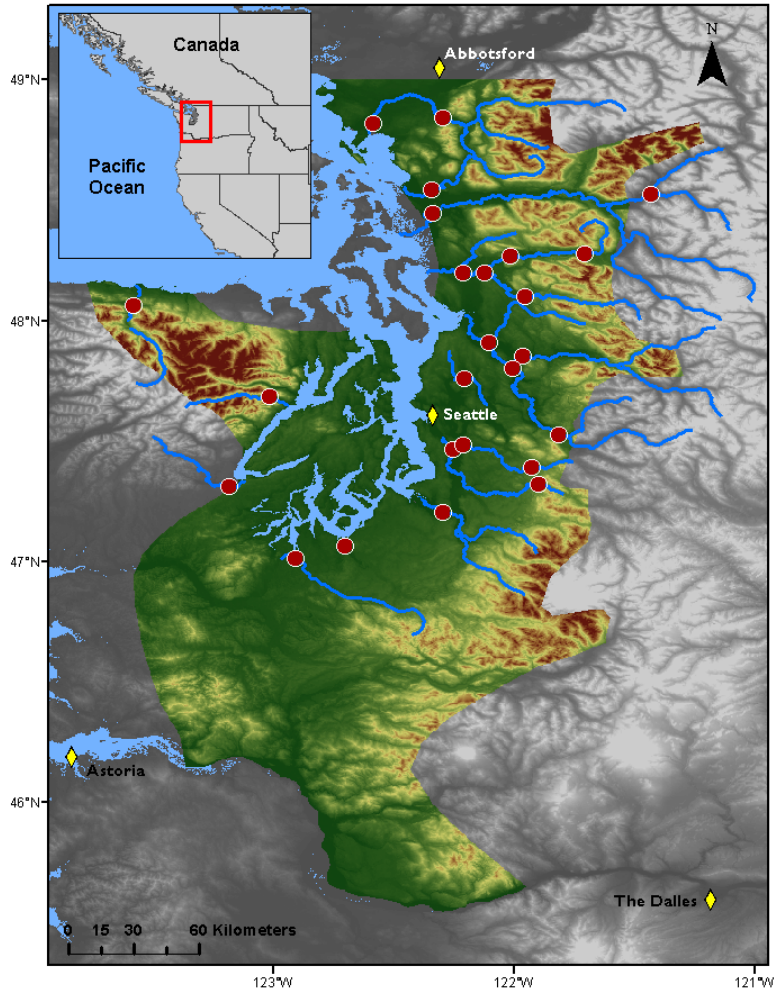 Canada
Pacific
Ocean
N
Abbotsford
49°N
48°N
Seattle
47°N
Astoria
46°N
The Dalles
0 15 30 60 Kilometers
123°W
122°W
121°W